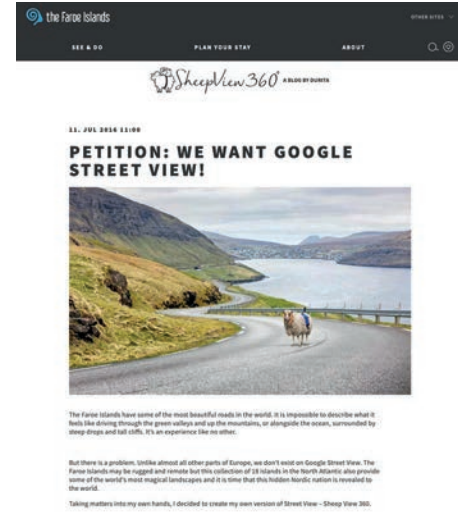 the Faroe Islands
OTHER SITES
SEE & DO
PLAN YOUR STAY
ABOUT
SheepView360° A BLOG BY DURITA
11. JUL 2016 11:00
PETITION: WE WANT GOOGLE
STREET VIEW!
The Faroe Islands have some of the most beautiful roads in the world. It is impossible to describe what it
feels like driving through the green valleys and up the mountains, or alongside the ocean, surrounded by
steep drops and tall cliffs. It's an experience like no other.
But there is a problem. Unlike almost all other parts of Europe, we don't exist on Google Street View. The
Faroe Islands may be rugged and remote but this collection of 18 islands in the North Atlantic also provide
some of the world's most magical landscapes and it is time that this hidden Nordic nation is revealed to
the world.
Taking matters into my own hands, I decided to create my own version of Street View – Sheep View 360.